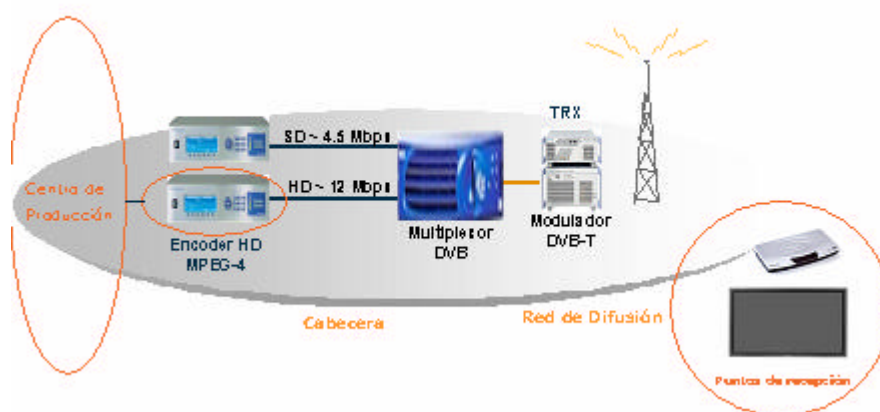 TRX
SD ~ 4.5 Mbps
HD ~ 12 Mbps
Centro de
Producción
Encoder HD
MPEG-4
Multiplexor
DVB
Modulador
DVB-T
Cabecera
Red de Difusión
Puntos de recepción